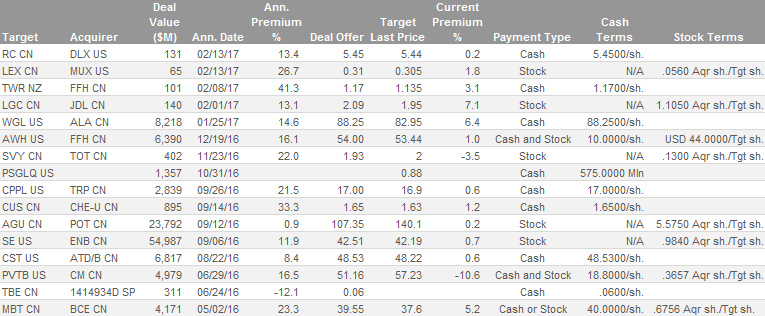 Deal Ann. Target Current
Value Premium Last Price Premium Cash
Target Acquirer ($M) Ann. Date % Deal Offer % Payment Type Terms Stock Terms
RC CN DLX US 131 02/13/17 13.4 5.45 5.44 0.2 Cash 5.4500/sh.
LEX CN MUX US 65 02/13/17 26.7 0.31 0.305 1.8 Stock N/A .0560 Aqr sh./Tgt sh.
TWR NZ FFH CN 101 02/08/17 41.3 1.17 1.135 3.1 Cash 1.1700/sh.
LGC CN JDL CN 140 02/01/17 13.1 2.09 1.95 7.1 Stock N/A 1.1050 Aqr sh./Tgt sh.
WGL US ALA CN 8,218 01/25/17 14.6 88.25 82.95 6.4 Cash 88.2500/sh.
AWH US FFH CN 6,390 12/19/16 16.1 54.00 53.44 1.0 Cash and Stock 10.0000/sh. USD 44.0000/Tgt sh.
SVY CN TOT CN 402 11/23/16 22.0 1.93 2 -3.5 Stock N/A .1300 Aqr sh./Tgt sh.
PSGLQ US 1,357 10/31/16 0.88 Cash 575.0000 Mln
CPPL US TRP CN 2,839 09/26/16 21.5 17.00 16.9 0.6 Cash 17.0000/sh.
CUS CN CHE-U CN 895 09/14/16 33.3 1.65 1.63 1.2 Cash 1.6500/sh.
AGU CN POT CN 23,792 09/12/16 0.9 107.35 140.1 0.2 Stock N/A 5.5750 Aqr sh./Tgt sh.
SE US ENB CN 54,987 09/06/16 11.9 42.51 42.19 0.7 Stock N/A .9840 Aqr sh./Tgt sh.
CST US ATD/B CN 6,817 08/22/16 8.4 48.53 48.22 0.6 Cash 48.5300/sh.
PVTB US CM CN 4,979 06/29/16 16.5 51.16 57.23 -10.6 Cash and Stock 18.8000/sh. .3657 Aqr sh./Tgt sh.
TBE CN 1414934D SP 311 06/24/16 -12.1 0.06 Cash .0600/sh.
MBT CN BCE CN 4,171 05/02/16 23.3 39.55 37.6 5.2 Cash or Stock 40.0000/sh. .6756 Aqr sh./Tgt sh.